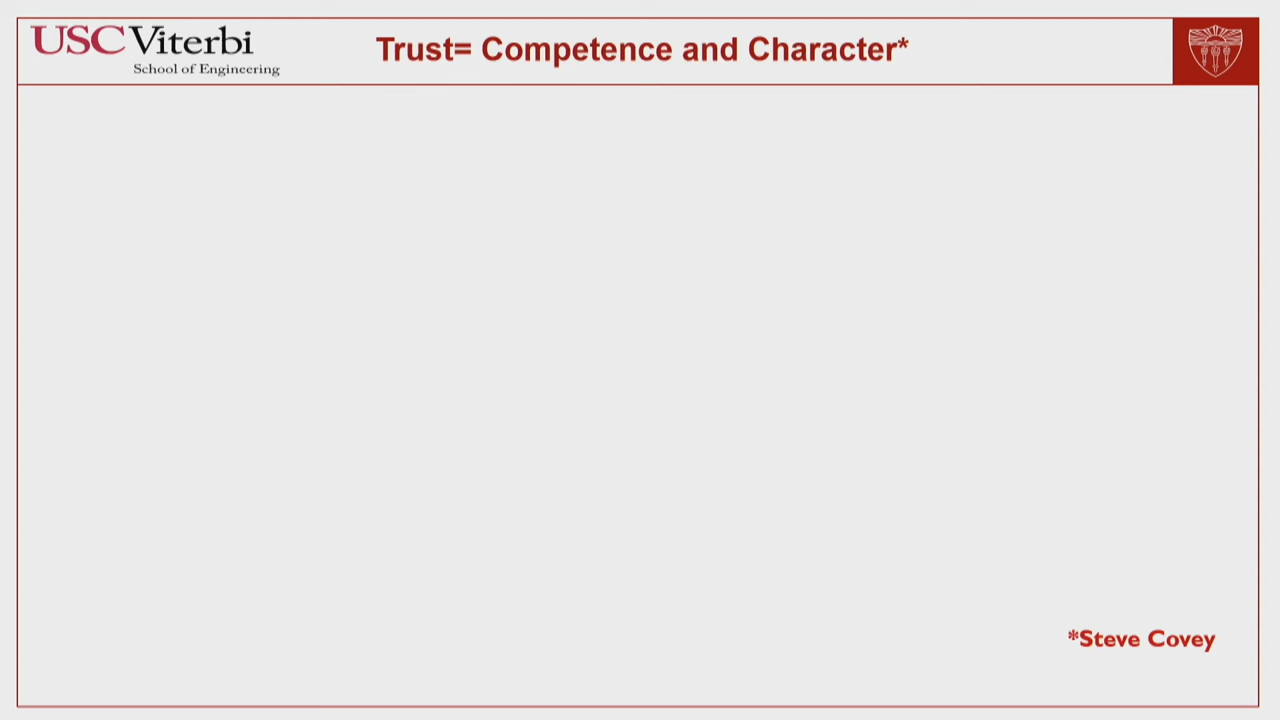 USC Viterbi
School of Engineering
Trust= Competence and Character*
*Steve Covey